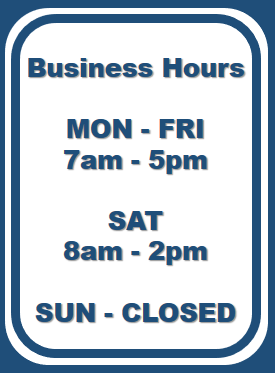 Business Hours
MON - FRI
7am - 5pm
SAT
8am - 2pm
SUN - CLOSED